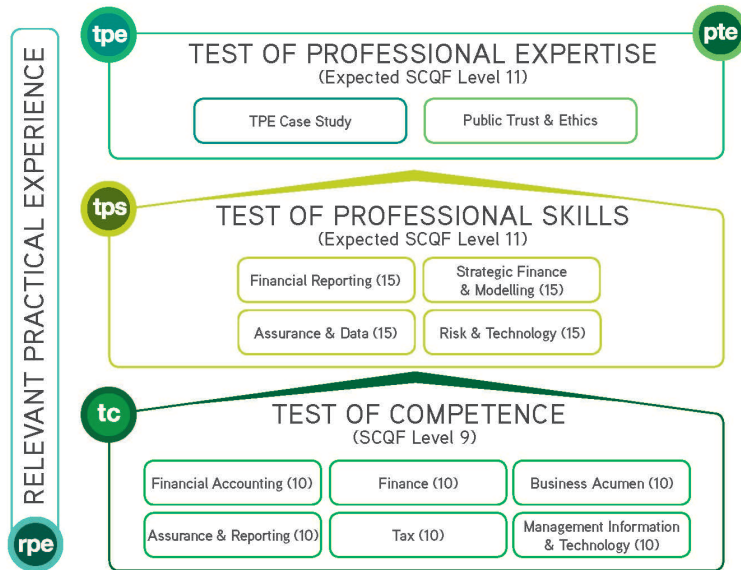 RELEVANT PRACTICAL EXPERIENCE
rpe
tpe
pte
TEST OF PROFESSIONAL EXPERTISE
(Expected SCQF Level 11)
TPE Case Study
Public Trust & Ethics
tps
TEST OF PROFESSIONAL SKILLS
(Expected SCQF Level 11)
Financial Reporting (15)
Strategic Finance
& Modelling (15)
Assurance & Data (15)
Risk & Technology (15)
tc
TEST OF COMPETENCE
(SCQF Level 9)
Financial Accounting (10)
Finance (10)
Business Acumen (10)
Assurance & Reporting (10)
Tax (10)
Management Information
& Technology (10)